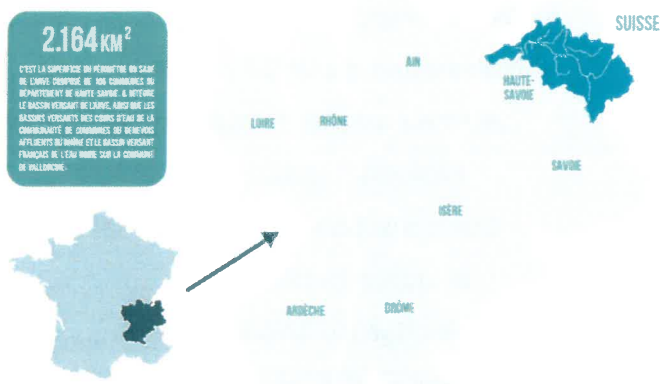 2.164 KM²
C'EST LA SUPERFICIE DU PÉRIMÈTRE DU SAGE
DE L'ARVE COMPOSÉ DE 106 COMMUNES DU
DÉPARTEMENT DE HAUTE-SAVOIE. IL INTÈGRE
LE BASSIN VERSANT DE L'ARVE, AINSI QUE LES
BASSINS VERSANTS DES COURS D'EAU DE LA
COMMUNAUTÉ DE COMMUNES DU GENEVOIS
AFFLUENTS DU RHÔNE ET LE BASSIN VERSANT
FRANÇAIS DE L'EAU NOIRE SUR LA COMMUNE
DE VALLORCINE.
SUISSE
AIN
HAUTE-
SAVOIE
LOIRE
RHÔNE
SAVOIE
ISÈRE
ARDÈCHE
DRÔME